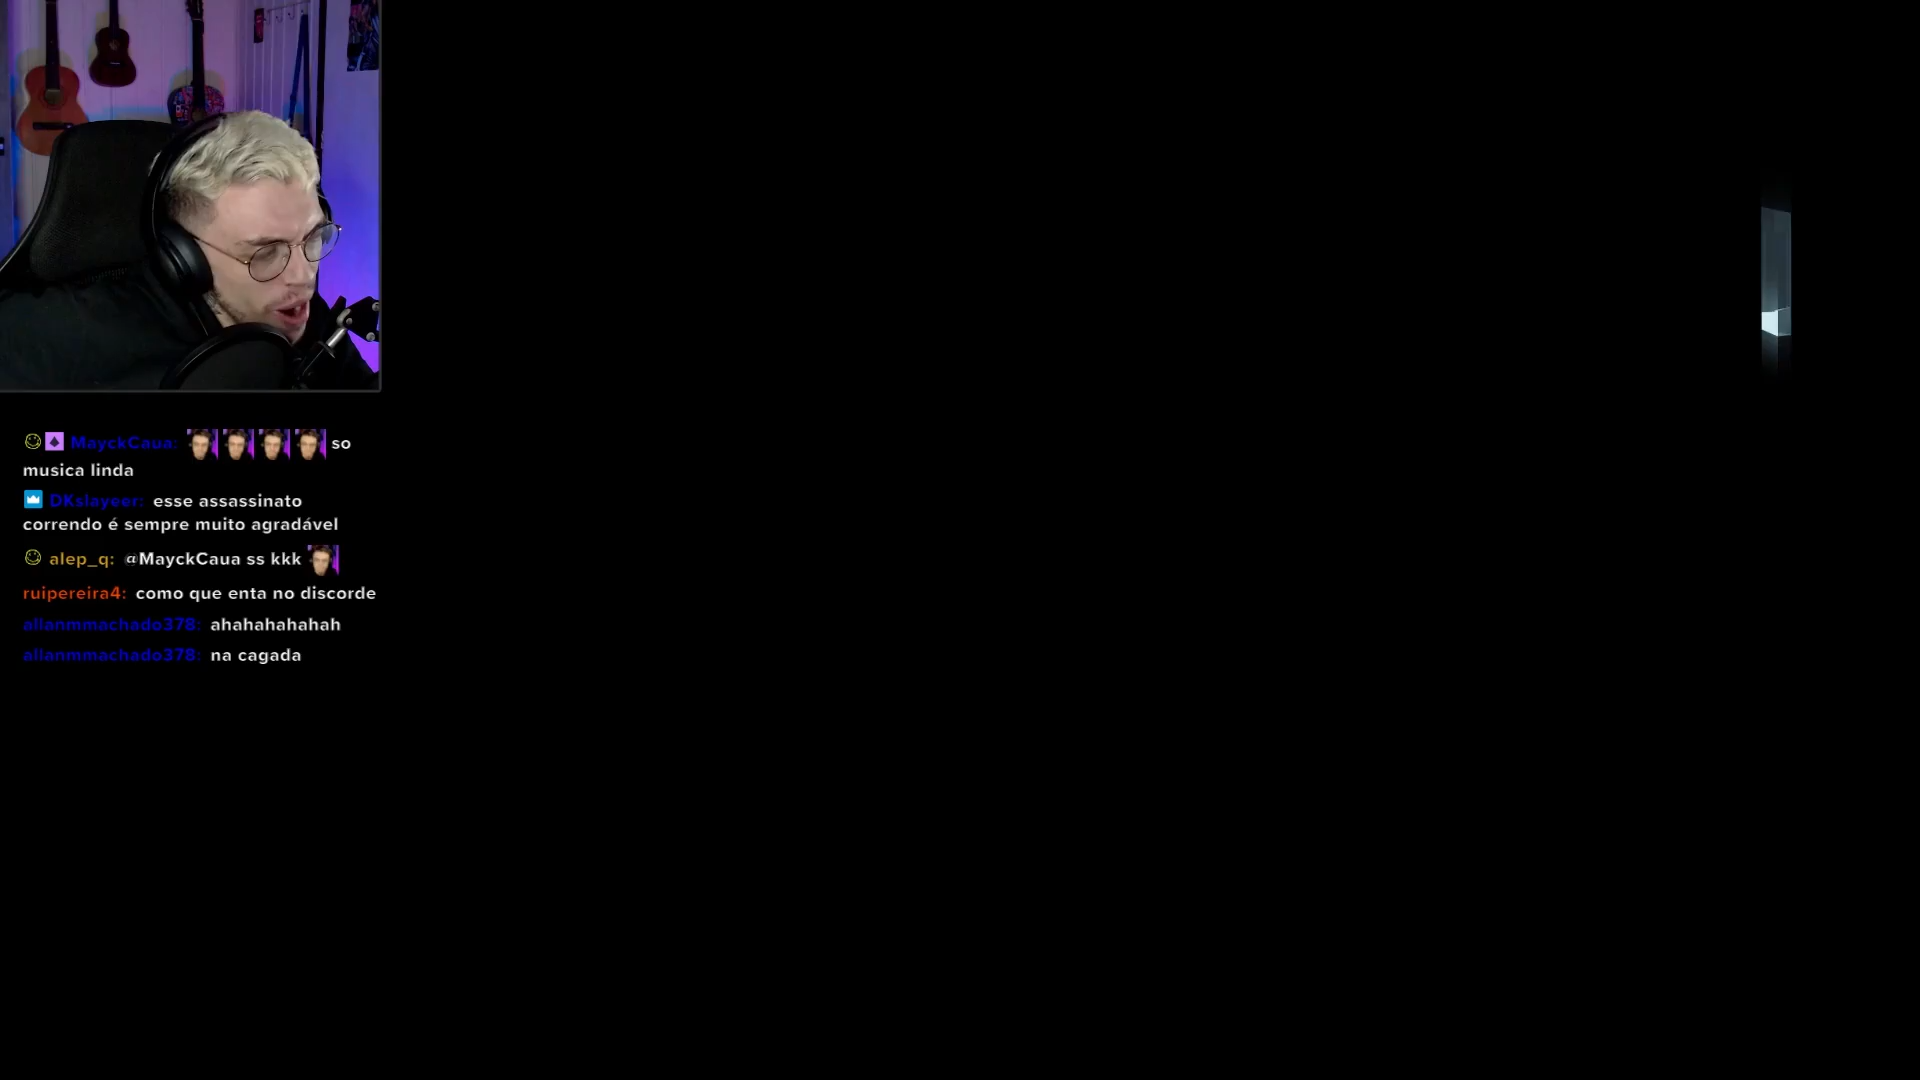 MayckCaua: so
musica linda
DKslayeer: esse assassinato
correndo é sempre muito agradável
alep_q: @MayckCaua ss kkk
ruipereira4: como que enta no discorde
allanmmachado378: ahahahahahah
allanmmachado378: na cagada